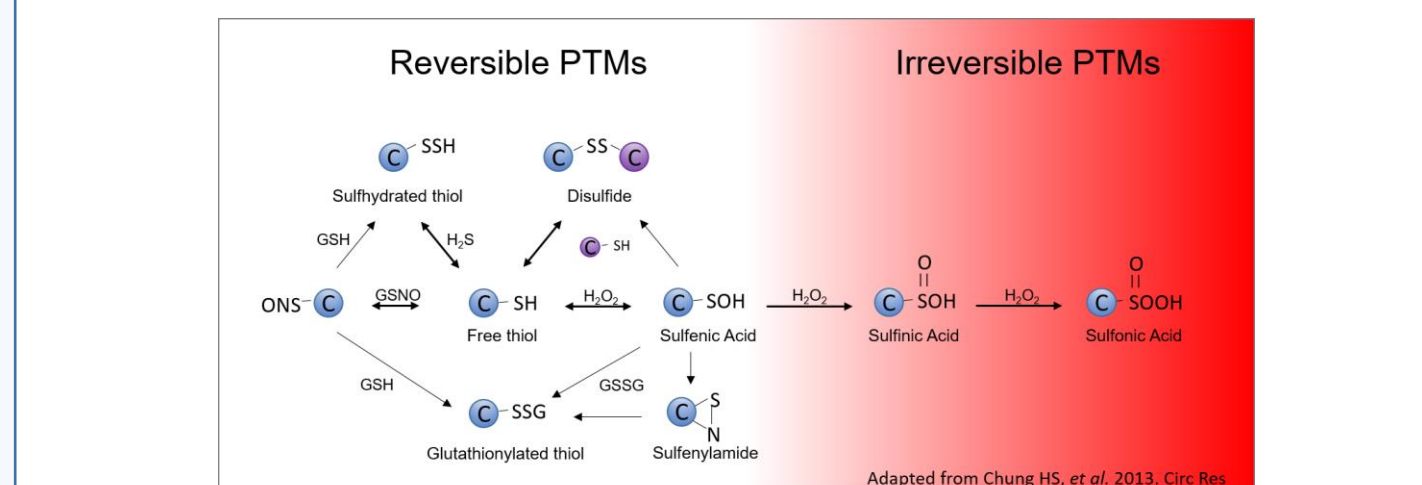 Reversible PTMs
Irreversible PTMs
C SSH
C SS C
Sulfhydrated thiol
Disulfide
GSH
H₂S
C SH
ONS C
GSNO
C SH
H₂O₂
C SOH
H₂O₂
O
C SOH
H₂O₂
O
C SOOH
Free thiol
Sulfenic Acid
Sulfinic Acid
Sulfonic Acid
GSH
GSSG
C SSG
C S N
Glutathionylated thiol
Sulfenylamide
Adapted from Chung HS, et al. 2013, Circ Res